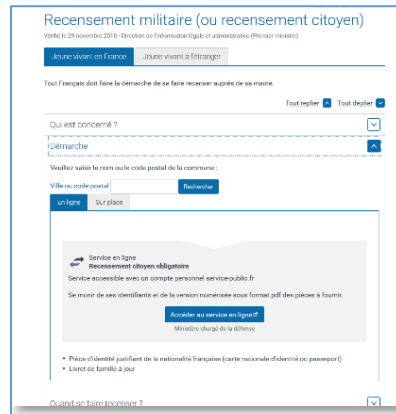 Recensement militaire (ou recensement citoyen)
Vérifié le 29 novembre 2016 - Direction de l'information légale et administrative (Premier ministre)
Jeune vivant en France Jeune vivant à l'étranger
Tout Français doit faire la démarche de se faire recenser auprès de sa mairie.
Tout replier Tout déplier
Qui est concerné ?
Démarche
Veuillez saisir le nom ou le code postal de la commune :
Ville ou code postal Rechercher
En ligne Sur place
Service en ligne
Recensement citoyen obligatoire
Service accessible avec un compte personnel service-public.fr
Se munir de ses identifiants et de la version numérisée sous format pdf des pièces à fournir.
Accéder au service en ligne
Ministère chargé de la défense
• Pièce d'identité justifiant de la nationalité française (carte nationale d'identité ou passeport)
• Livret de famille à jour
Quand se faire recenser ?